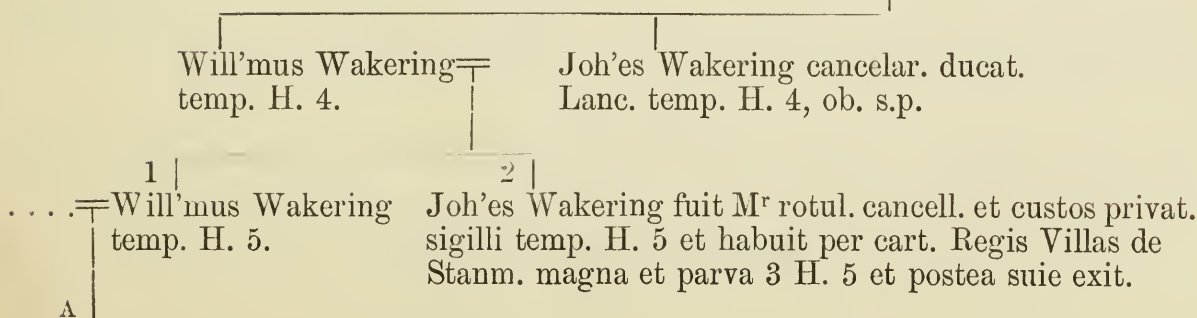 Will'mus Wakering
temp. H. 4.
Joh'es Wakering cancelar. ducat.
Lanc. temp. H. 4, ob. s.p.
1
2
. . . . Will'mus Wakering
temp. H. 5.
Joh'es Wakering fuit Mʳ rotul. cancell. et custos privat.
sigilli temp. H. 5 et habuit per cart. Regis Villas de
Stanm. magna et parva 3 H. 5 et postea suie exit.
A